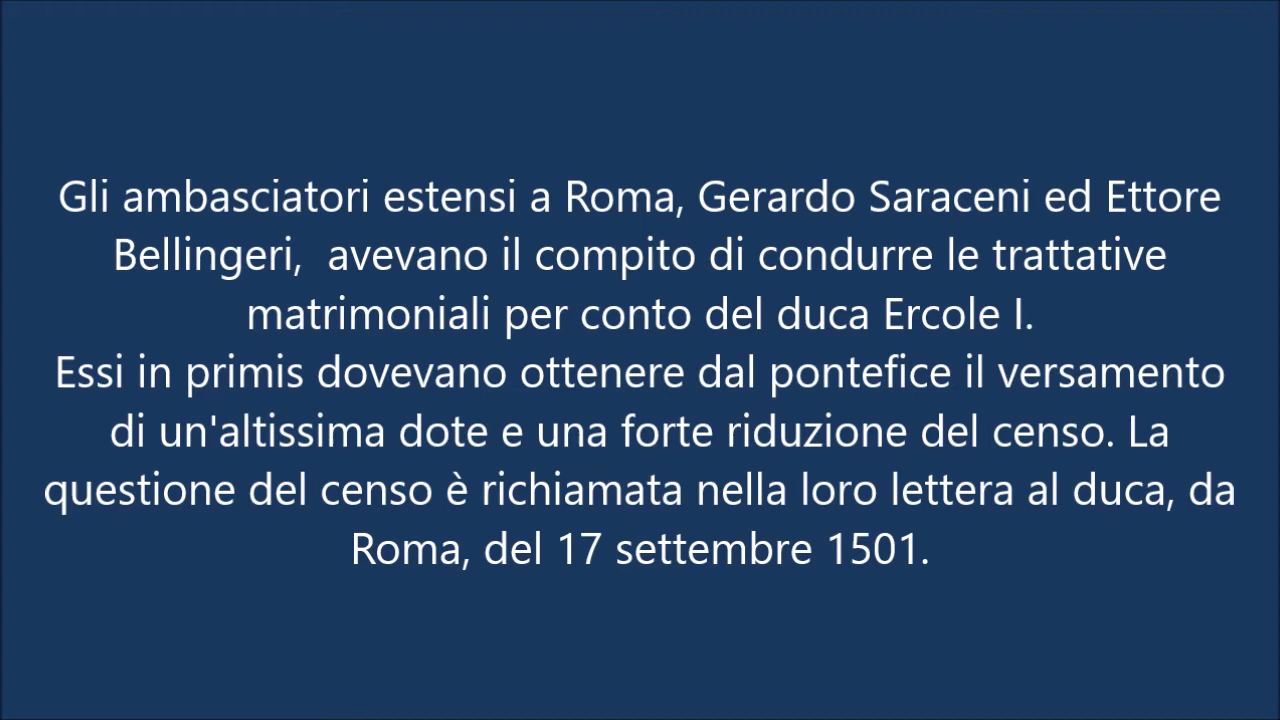 Gli ambasciatori estensi a Roma, Gerardo Saraceni ed Ettore
Bellingeri,  avevano il compito di condurre le trattative
matrimoniali per conto del duca Ercole I.
Essi in primis dovevano ottenere dal pontefice il versamento
di un'altissima dote e una forte riduzione del censo. La
questione del censo è richiamata nella loro lettera al duca, da
Roma, del 17 settembre 1501.